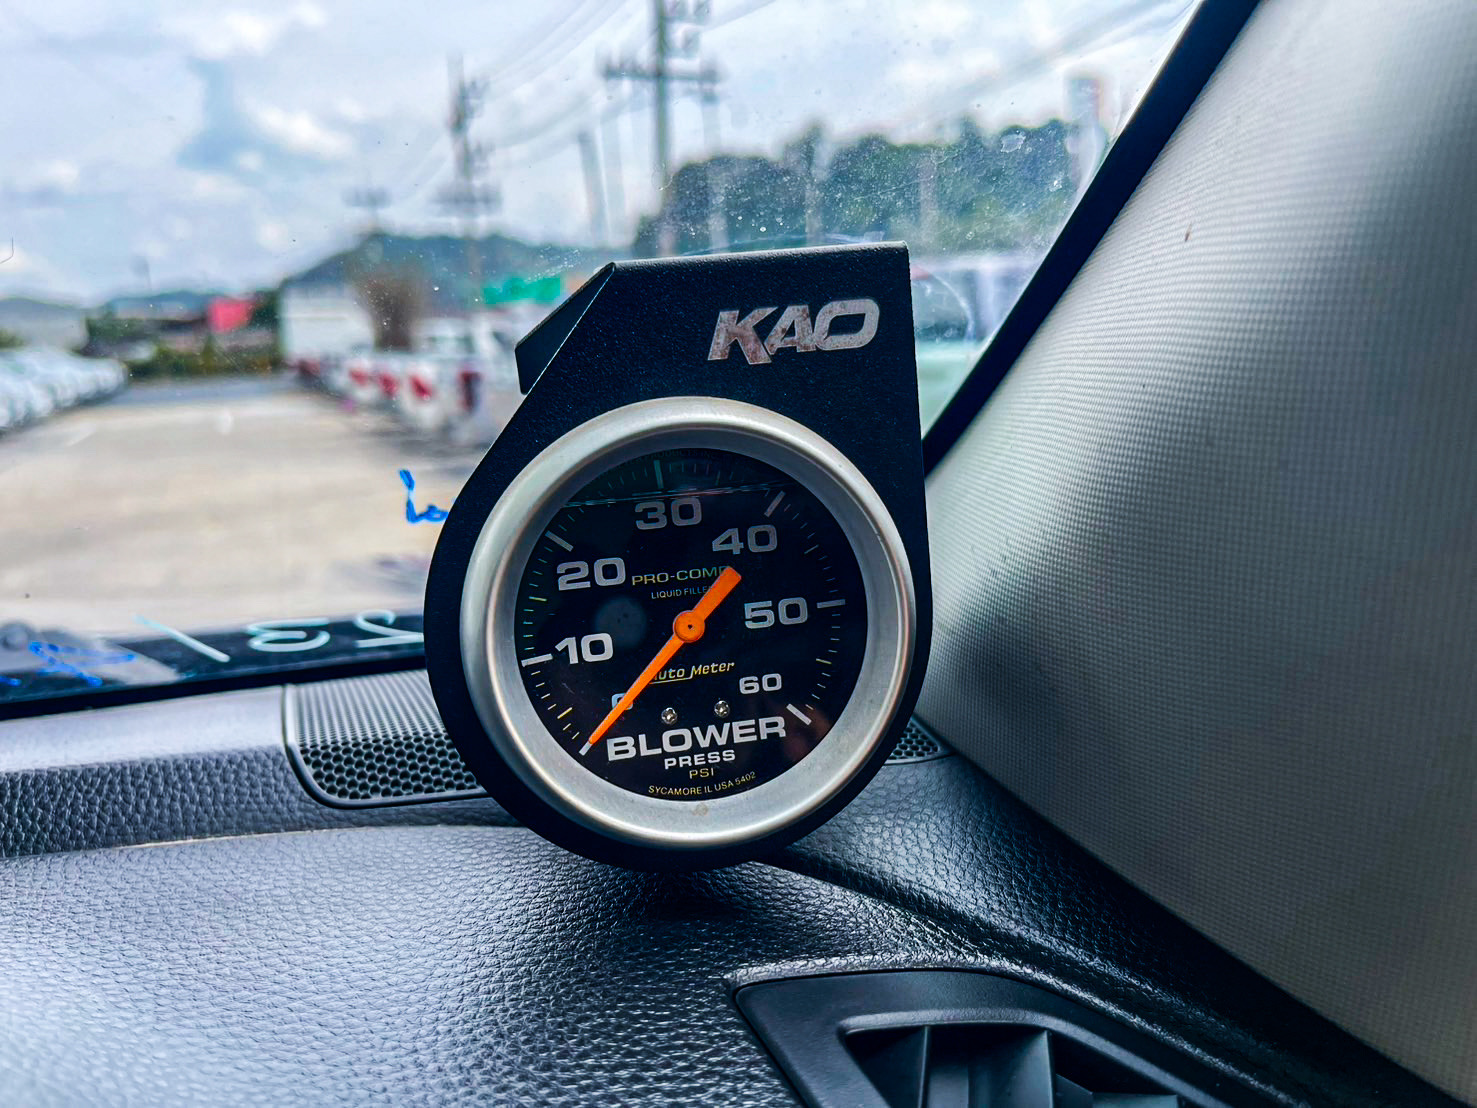 KAO
30
40
20
PRO-COMP
LIQUID FILLED
50
10
Auto Meter
0
60
BLOWER
PRESS
PSI
SYCAMORE IL USA 5402